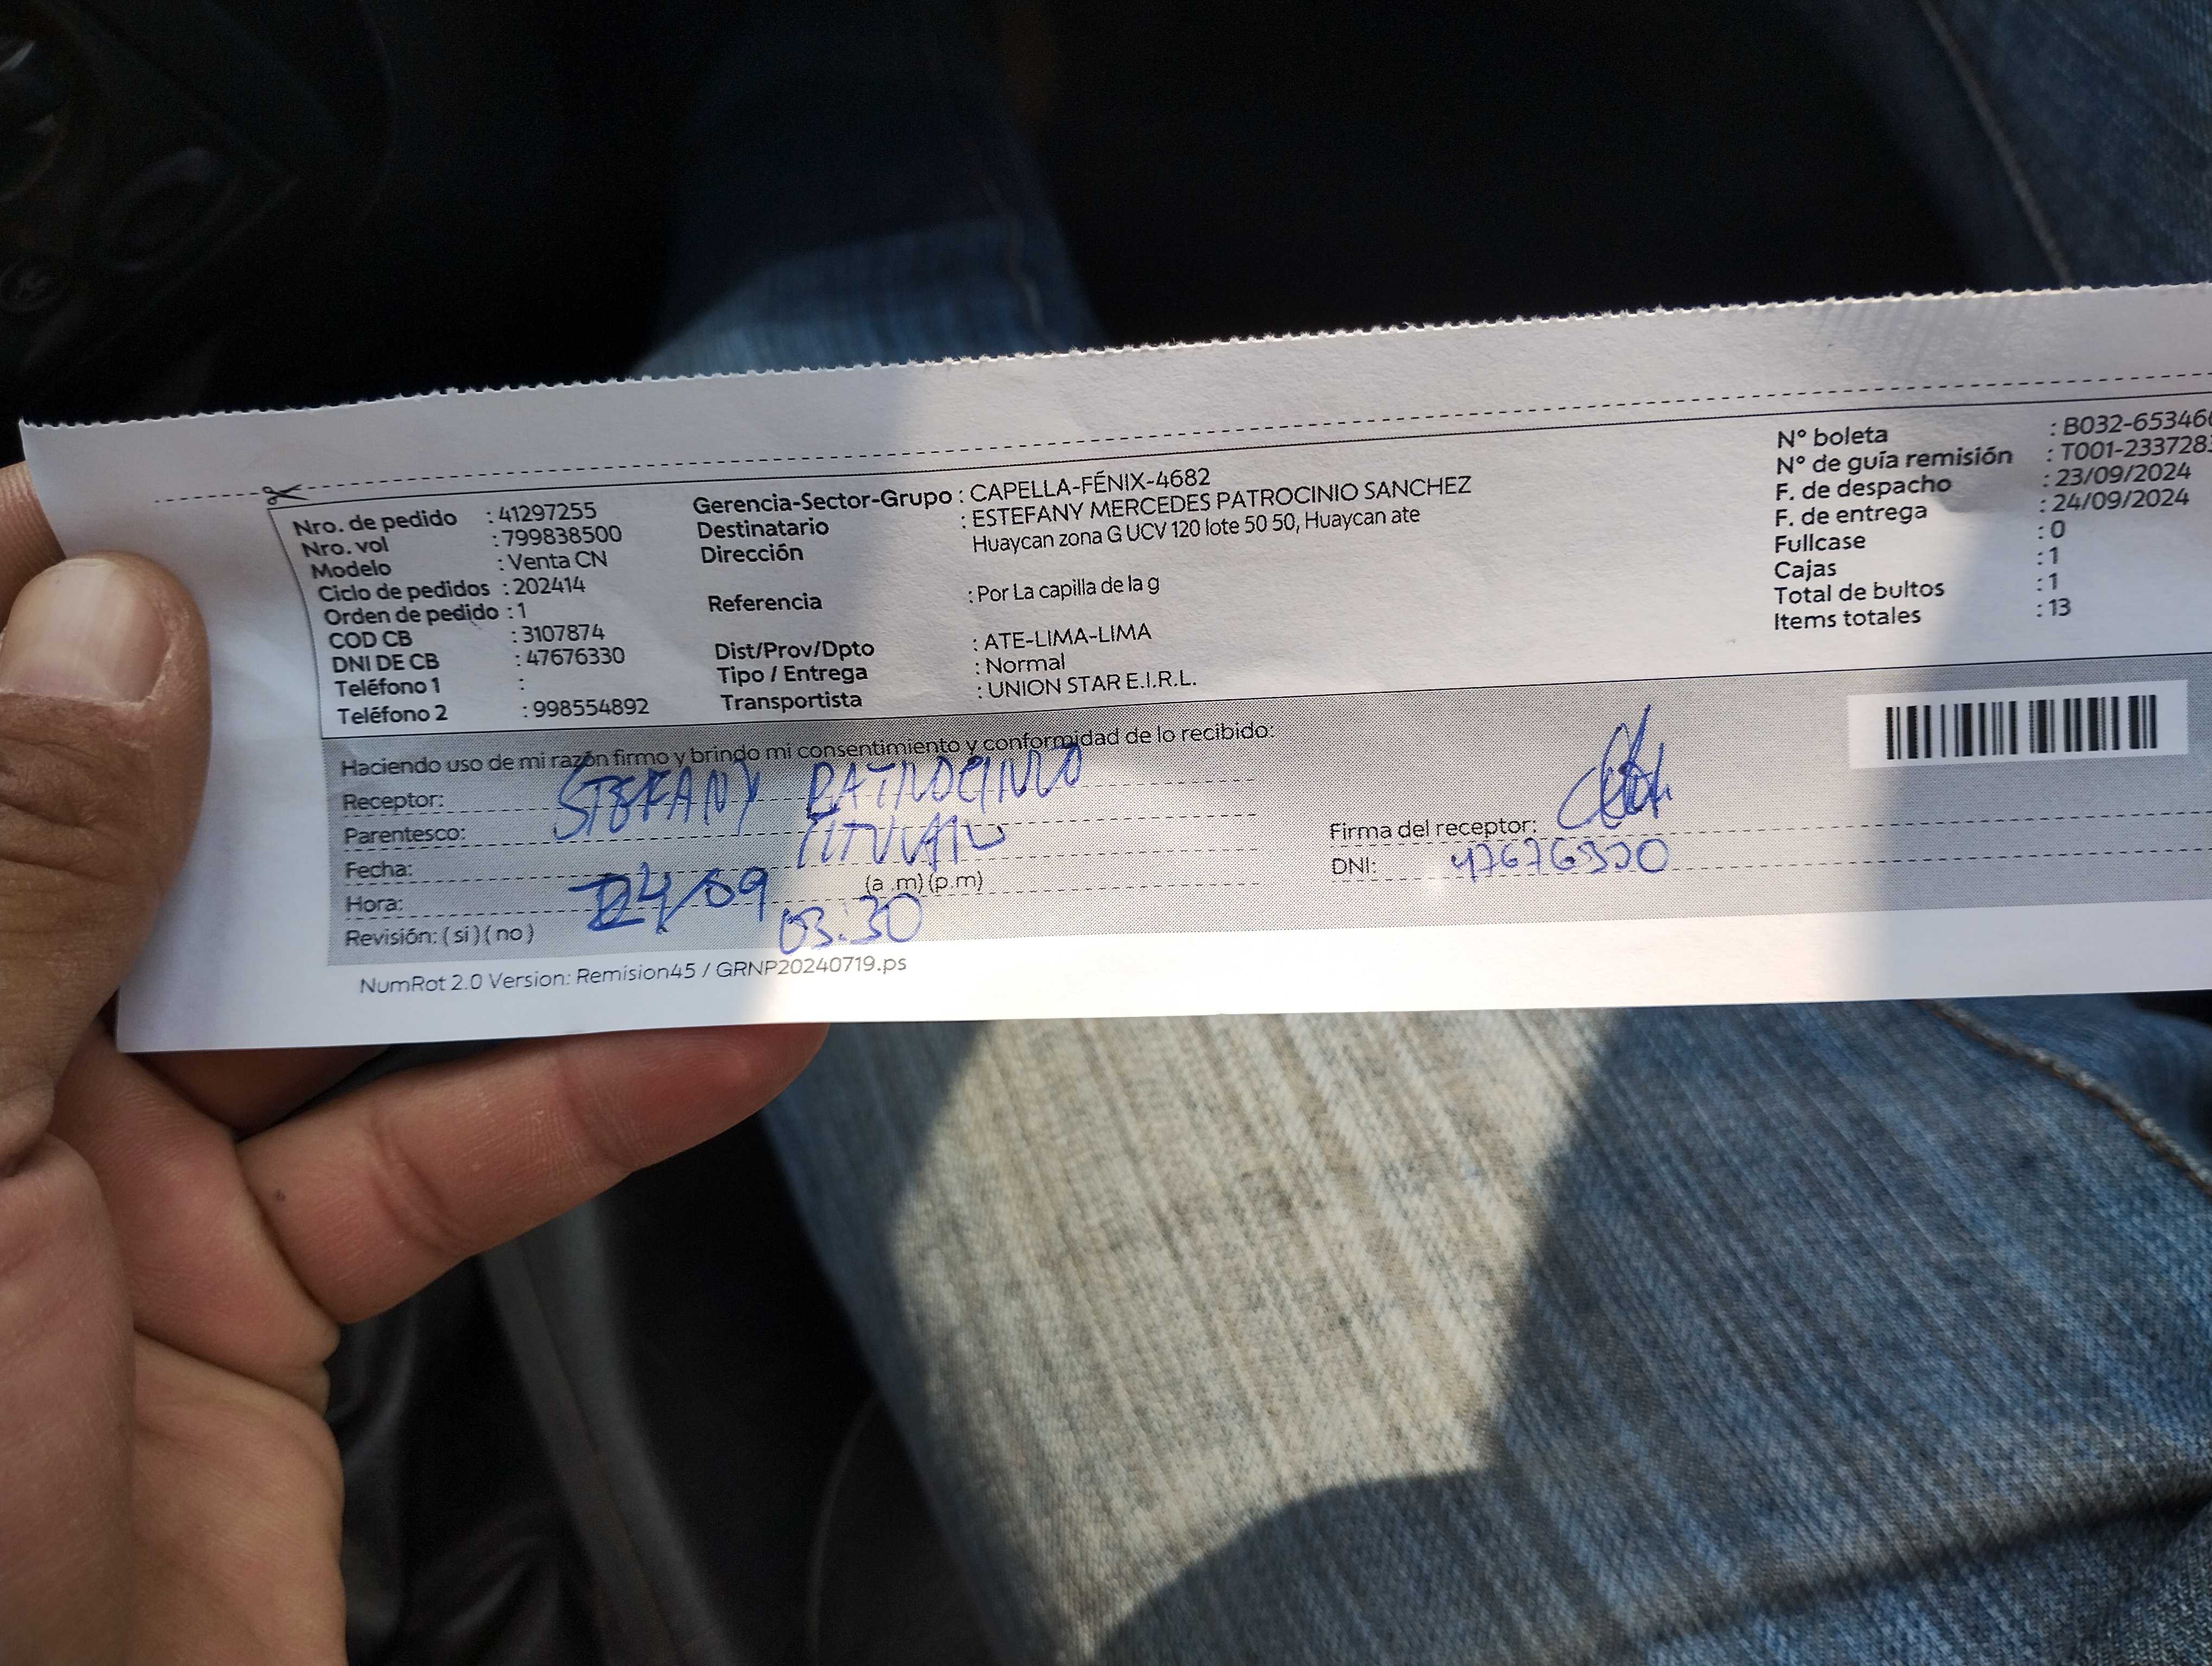 Nro. de pedido : 41297255
Nro. vol : 799838500
Modelo : Venta CN
Ciclo de pedidos : 202414
Orden de pedido : 1
COD CB : 3107874
DNI DE CB : 47676330
Teléfono 1 :
Teléfono 2 : 998554892
Gerencia-Sector-Grupo : CAPELLA-FÉNIX-4682
Destinatario : ESTEFANY MERCEDES PATROCINIO SANCHEZ
Dirección Huaycan zona G UCV 120 lote 50 50, Huaycan ate
Referencia : Por La capilla de la g
Dist/Prov/Dpto : ATE-LIMA-LIMA
Tipo / Entrega : Normal
Transportista : UNION STAR E.I.R.L.
N° boleta : B032-65346
N° de guía remisión : T001-233728
F. de despacho : 23/09/2024
F. de entrega : 24/09/2024
Fullcase : 0
Cajas : 1
Total de bultos : 1
Items totales : 13
Haciendo uso de mi razón firmo y brindo mi consentimiento y conformidad de lo recibido:
Receptor: STEFANY PATROCINIO
Parentesco: TITULAR
Fecha: 24/09
Hora: (a .m) (p.m) 03:30
Revisión: ( si ) ( no )
Firma del receptor:
DNI: 47676330
NumRot 2.0 Version: Remision45 / GRNP20240719.ps